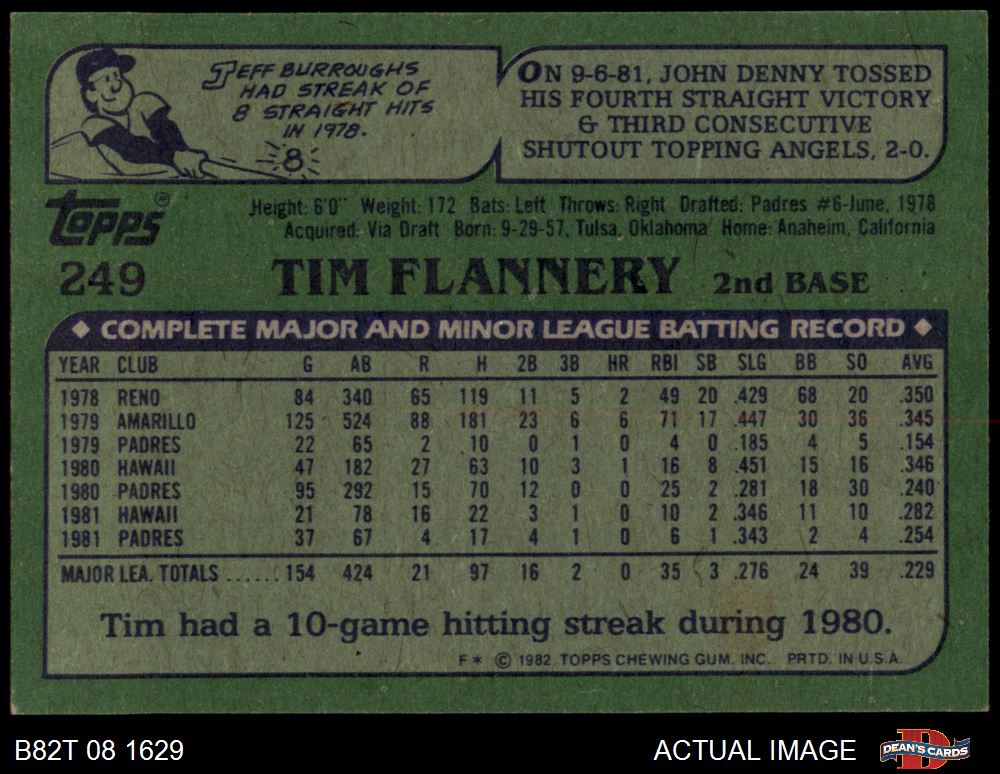 JEFF BURROUGHS
HAD STREAK OF
8 STRAIGHT HITS
IN 1978.
8
ON 9-6-81, JOHN DENNY TOSSED
HIS FOURTH STRAIGHT VICTORY
& THIRD CONSECUTIVE
SHUTOUT TOPPING ANGELS, 2-0.
Topps®
Height: 6'0" Weight: 172 Bats: Left Throws: Right Drafted: Padres #6-June, 1978
Acquired: Via Draft Born: 9-29-57, Tulsa, Oklahoma Home: Anaheim, California
249 TIM FLANNERY 2nd BASE
◆ COMPLETE MAJOR AND MINOR LEAGUE BATTING RECORD ◆
YEAR CLUB G AB R H 2B 3B HR RBI SB SLG BB SO AVG
1978 RENO 84 340 65 119 11 5 2 49 20 .429 68 20 .350
1979 AMARILLO 125 524 88 181 23 6 6 71 17 .447 30 36 .345
1979 PADRES 22 65 2 10 0 1 0 4 0 .185 4 5 .154
1980 HAWAII 47 182 27 63 10 3 1 16 8 .451 15 16 .346
1980 PADRES 95 292 15 70 12 0 0 25 2 .281 18 30 .240
1981 HAWAII 21 78 16 22 3 1 0 10 2 .346 11 10 .282
1981 PADRES 37 67 4 17 4 1 0 6 1 .343 2 4 .254
MAJOR LEA. TOTALS ...... 154 424 21 97 16 2 0 35 3 .276 24 39 .229
Tim had a 10-game hitting streak during 1980.
F* © 1982 TOPPS CHEWING GUM, INC. PRTD. IN U.S.A.
B82T 08 1629 ACTUAL IMAGE D DEAN'S CARDS